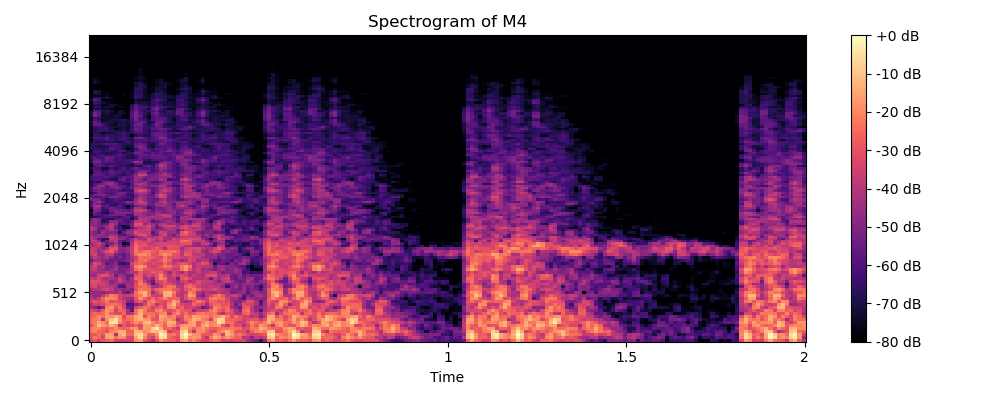 Spectrogram of M4
16384
8192
4096
2048
1024
512
0
Hz
0
0.5
1
1.5
2
Time
+0 dB
-10 dB
-20 dB
-30 dB
-40 dB
-50 dB
-60 dB
-70 dB
-80 dB